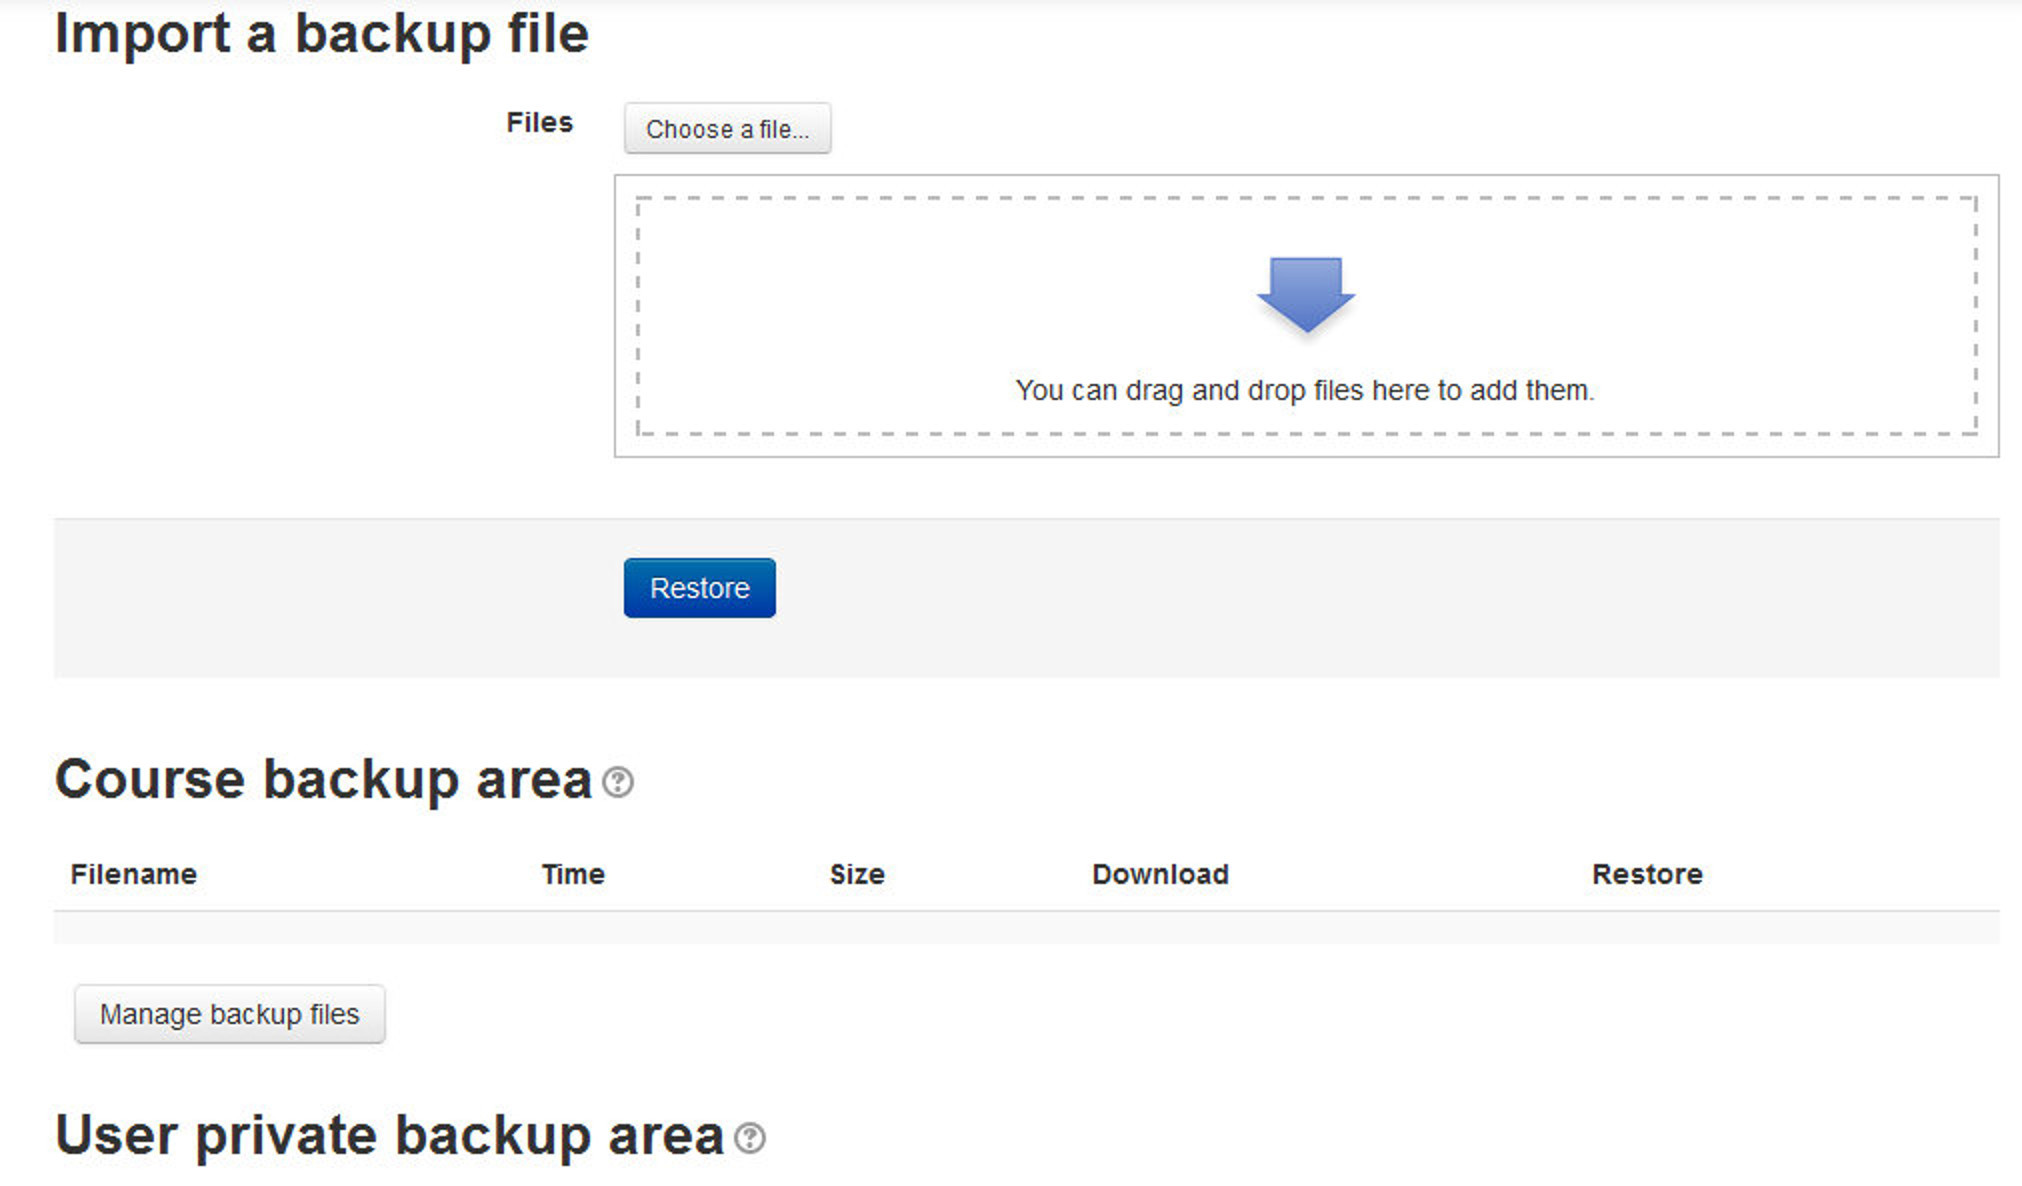 Import a backup file
Files
Choose a file...
You can drag and drop files here to add them.
Restore
Course backup area
Filename Time Size Download Restore
Manage backup files
User private backup area